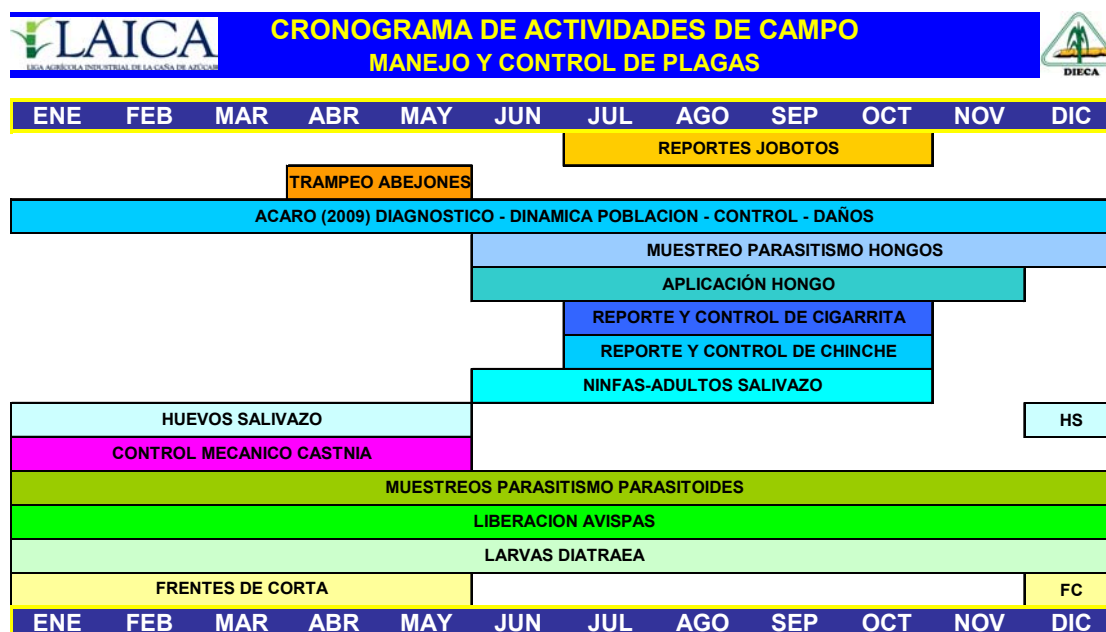 LAICA
LIGA AGRÍCOLA INDUSTRIAL DE LA CAÑA DE AZÚCAR
CRONOGRAMA DE ACTIVIDADES DE CAMPO
MANEJO Y CONTROL DE PLAGAS
DIECA
ENE FEB MAR ABR MAY JUN JUL AGO SEP OCT NOV DIC
REPORTES JOBOTOS
TRAMPEO ABEJONES
ACARO (2009) DIAGNOSTICO - DINAMICA POBLACION - CONTROL - DAÑOS
MUESTREO PARASITISMO HONGOS
APLICACIÓN HONGO
REPORTE Y CONTROL DE CIGARRITA
REPORTE Y CONTROL DE CHINCHE
NINFAS-ADULTOS SALIVAZO
HUEVOS SALIVAZO HS
CONTROL MECANICO CASTNIA
MUESTREOS PARASITISMO PARASITOIDES
LIBERACION AVISPAS
LARVAS DIATRAEA
FRENTES DE CORTA FC
ENE FEB MAR ABR MAY JUN JUL AGO SEP OCT NOV DIC